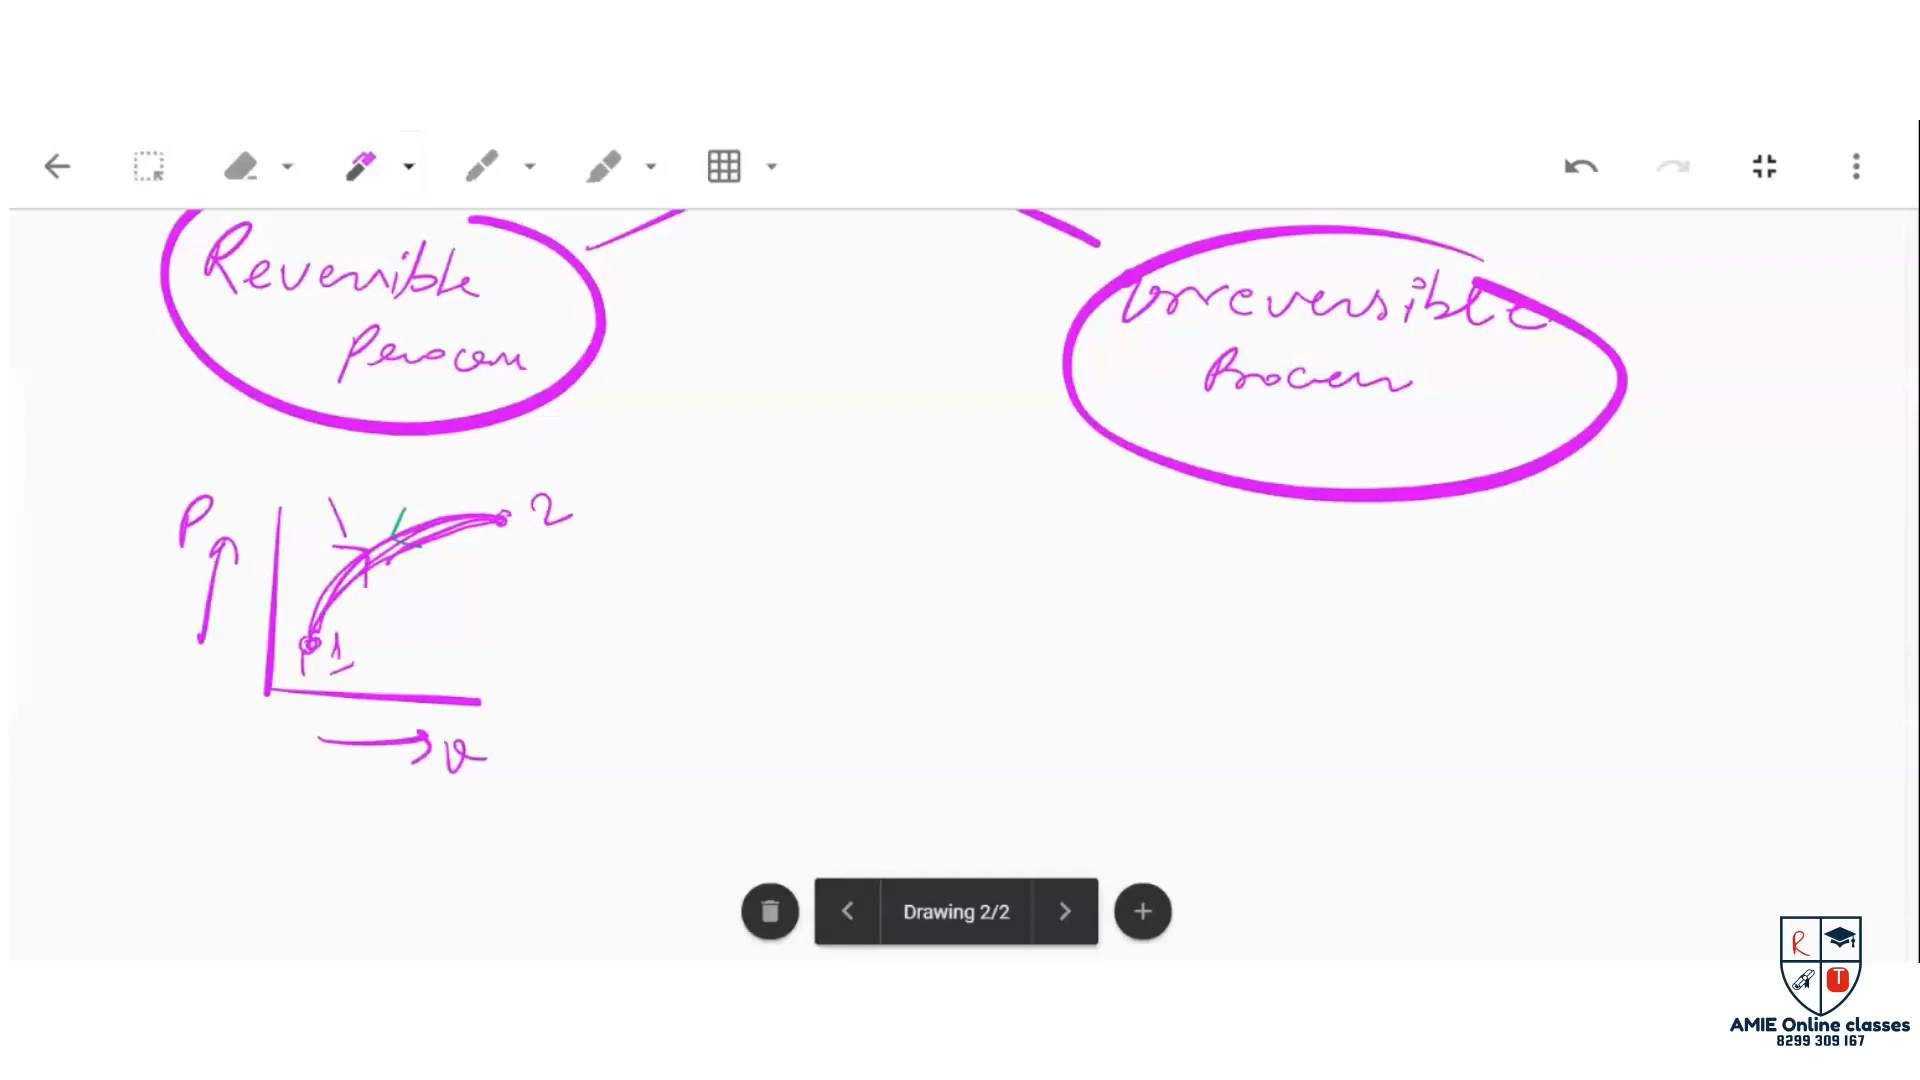 Reversible
Process
Irreversible
Process
P
2
1
v
Drawing 2/2
R
T
AMIE Online classes
8299 309 167